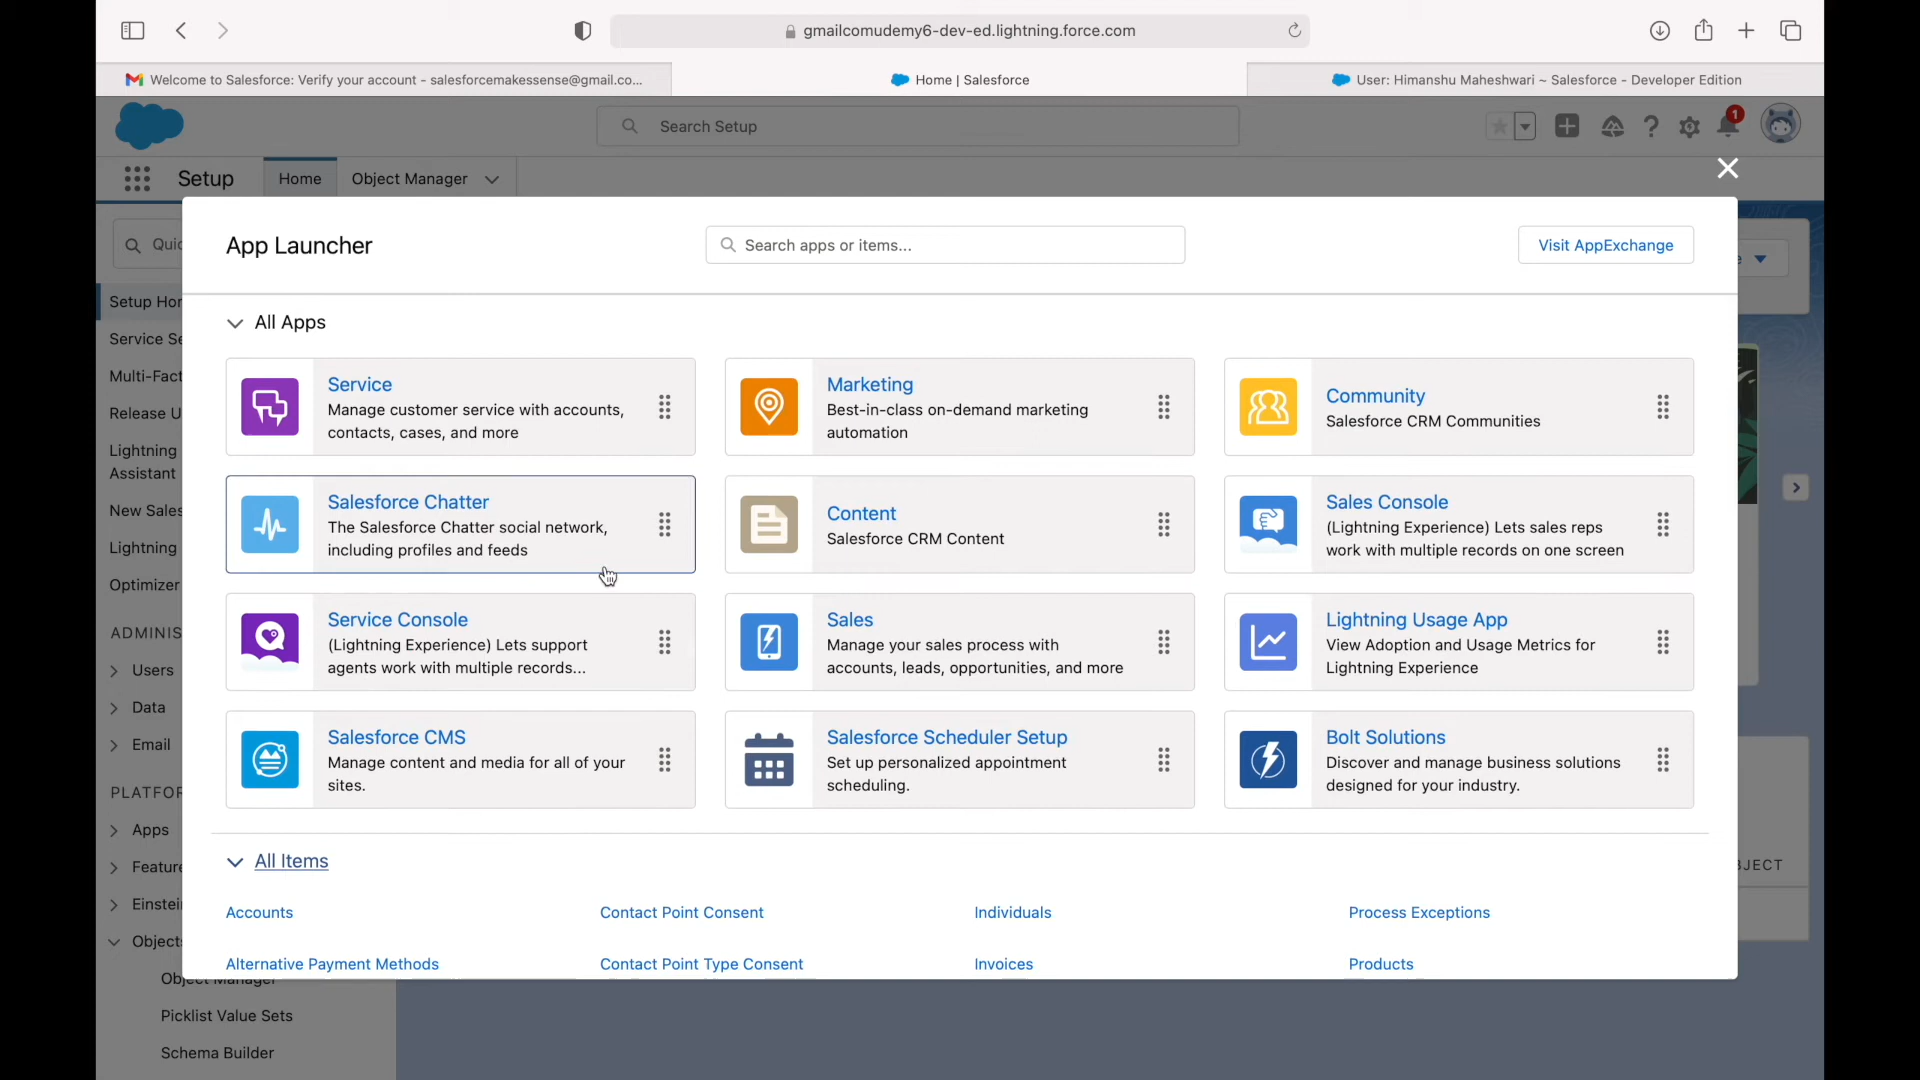 gmailcomudemy6-dev-ed.lightning.force.com
Welcome to Salesforce: Verify your account - salesforcemakessense@gmail.co...
Home | Salesforce
User: Himanshu Maheshwari ~ Salesforce - Developer Edition
Search Setup
1
Setup
Home
Object Manager
Quic
App Launcher
Search apps or items...
Visit AppExchange
Setup Hor
Service Se
Multi-Fact
Release U
Lightning
Assistant
New Sales
Lightning
Optimizer
ADMINIS
Users
Data
Email
PLATFOR
Apps
Feature
Einstei
Objects
Object Manager
Picklist Value Sets
Schema Builder
All Apps
Service
Manage customer service with accounts,
contacts, cases, and more
Marketing
Best-in-class on-demand marketing
automation
Community
Salesforce CRM Communities
Salesforce Chatter
The Salesforce Chatter social network,
including profiles and feeds
Content
Salesforce CRM Content
Sales Console
(Lightning Experience) Lets sales reps
work with multiple records on one screen
Service Console
(Lightning Experience) Lets support
agents work with multiple records...
Sales
Manage your sales process with
accounts, leads, opportunities, and more
Lightning Usage App
View Adoption and Usage Metrics for
Lightning Experience
Salesforce CMS
Manage content and media for all of your
sites.
Salesforce Scheduler Setup
Set up personalized appointment
scheduling.
Bolt Solutions
Discover and manage business solutions
designed for your industry.
All Items
Accounts
Contact Point Consent
Individuals
Process Exceptions
Alternative Payment Methods
Contact Point Type Consent
Invoices
Products
JECT